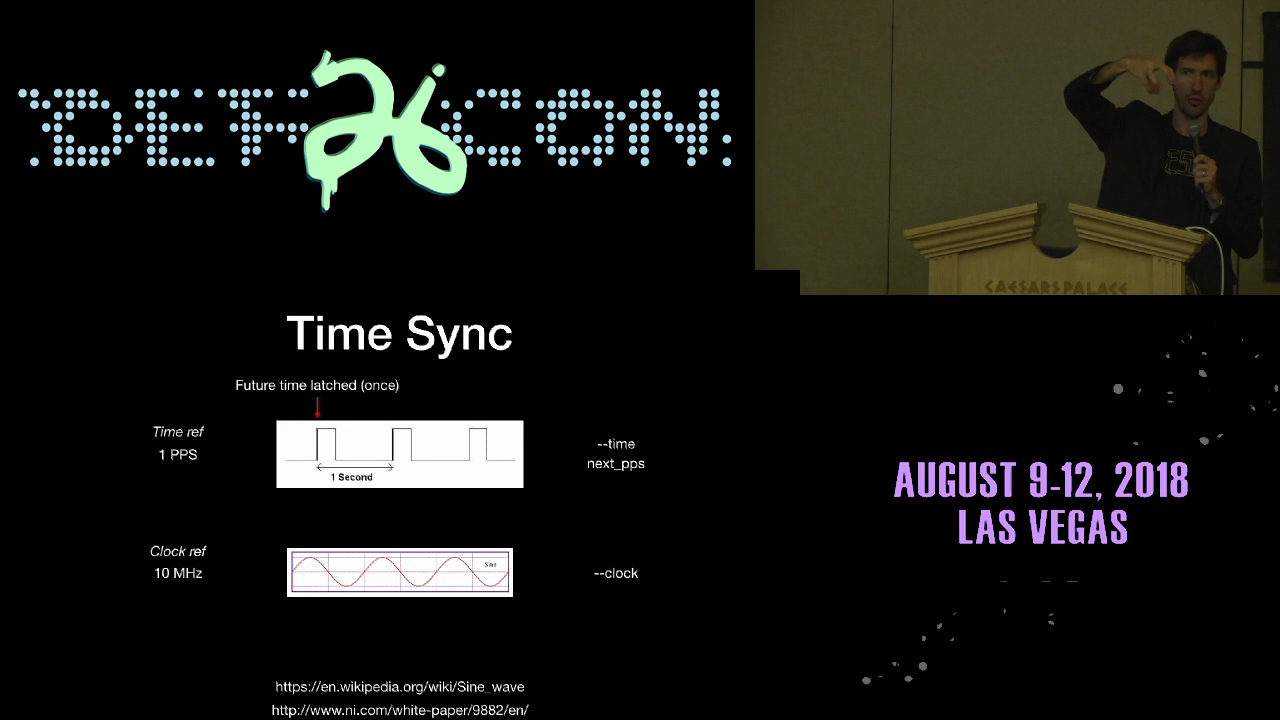 DEF 26 CON
CAESARS PALACE
Time Sync
Future time latched (once)
Time ref
1 PPS
1 Second
--time
next_pps
Clock ref
10 MHz
Sine
--clock
https://en.wikipedia.org/wiki/Sine_wave
http://www.ni.com/white-paper/9882/en/
AUGUST 9-12, 2018
LAS VEGAS